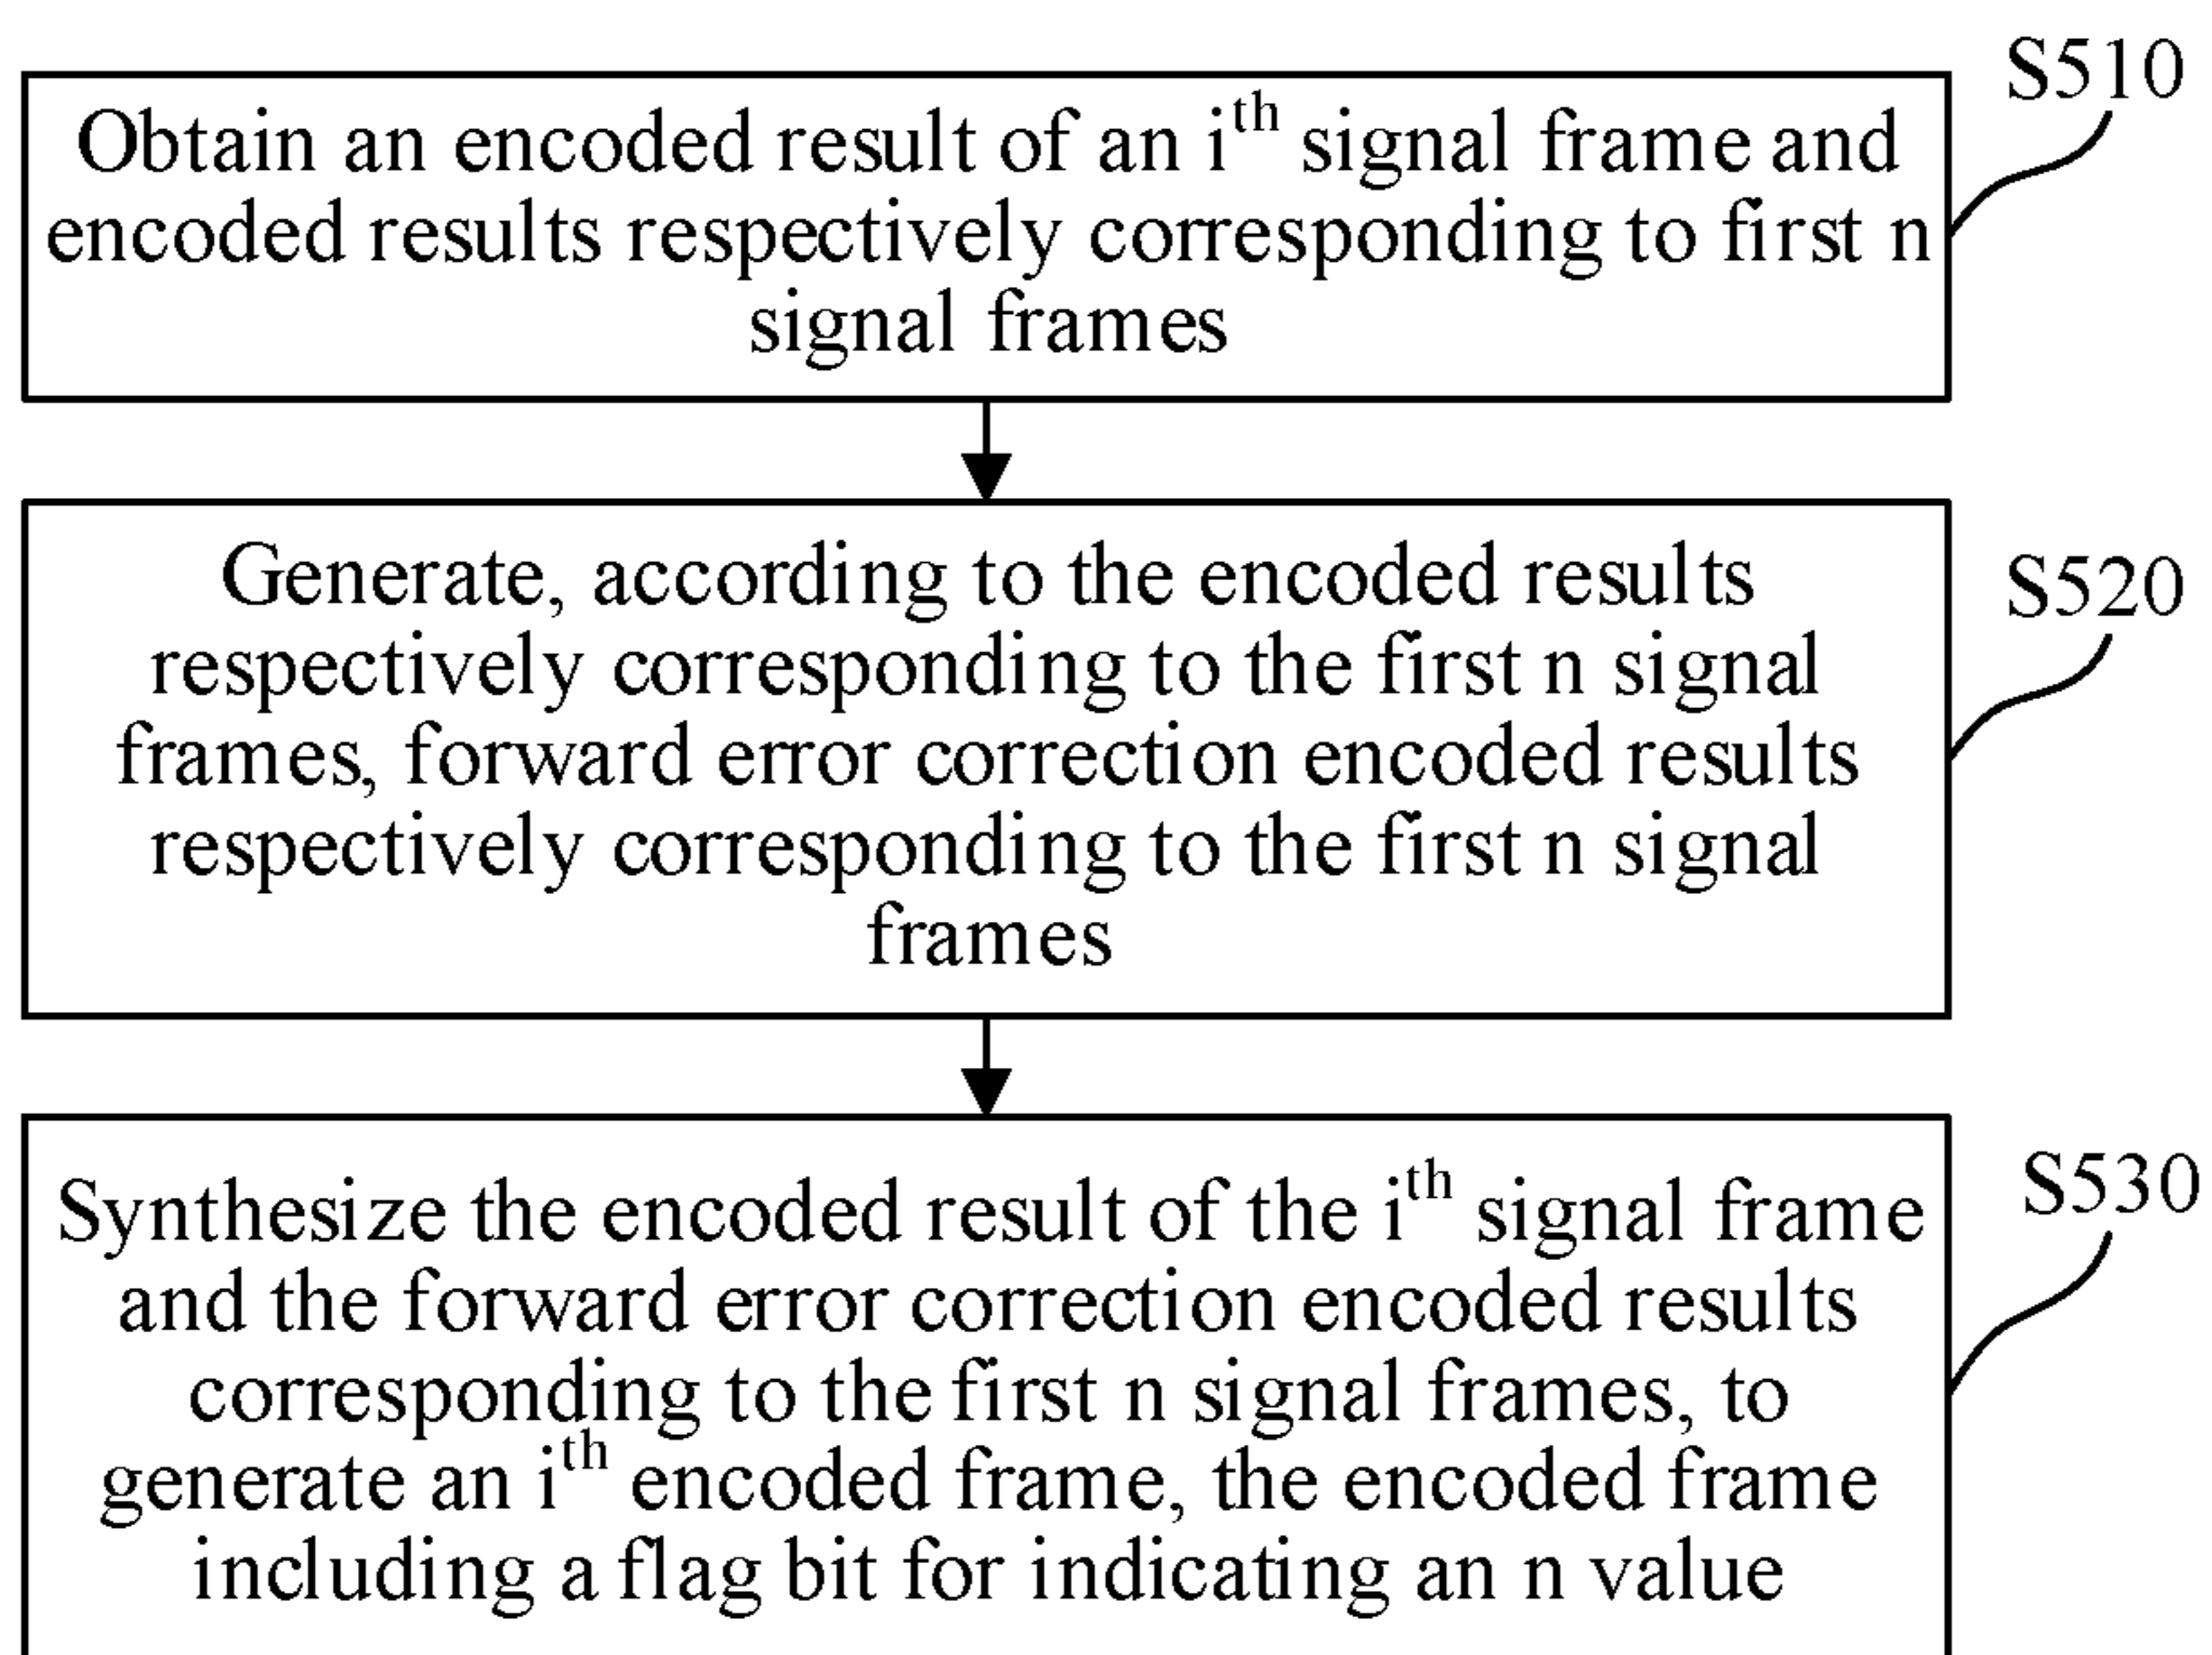 S510
Obtain an encoded result of an i^th signal frame and
encoded results respectively corresponding to first n
signal frames
Generate, according to the encoded results
respectively corresponding to the first n signal
frames, forward error correction encoded results
respectively corresponding to the first n signal
frames
S520
Synthesize the encoded result of the i^th signal frame
and the forward error correction encoded results
corresponding to the first n signal frames, to
generate an i^th encoded frame, the encoded frame
including a flag bit for indicating an n value
S530